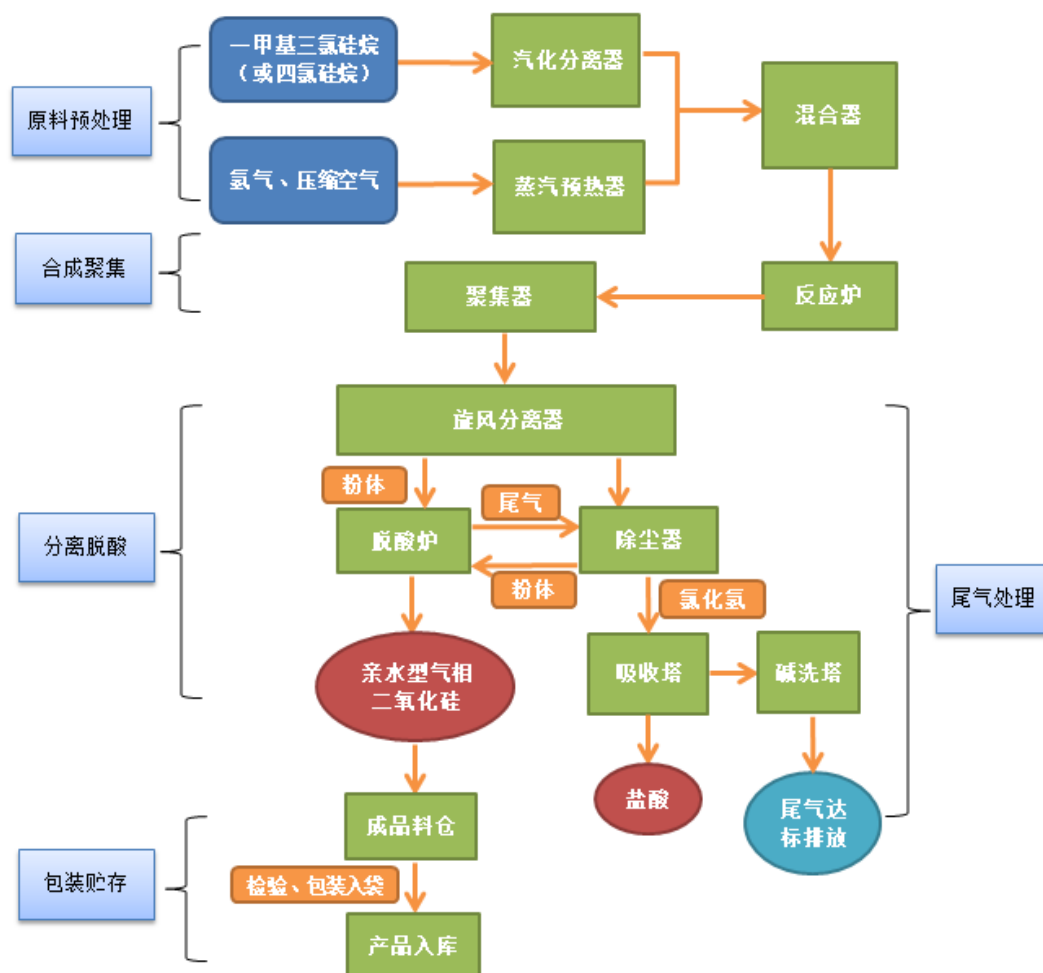 一甲基三氯硅烷
（或四氯硅烷）
汽化分离器
原料预处理
混合器
氢气、压缩空气
蒸汽预热器
合成聚集
聚集器
反应炉
旋风分离器
粉体
尾气
分离脱酸
脱酸炉
除尘器
粉体
氯化氢
尾气处理
亲水型气相
二氧化硅
吸收塔
碱洗塔
盐酸
尾气达
标排放
成品料仓
包装贮存
检验、包装入袋
产品入库